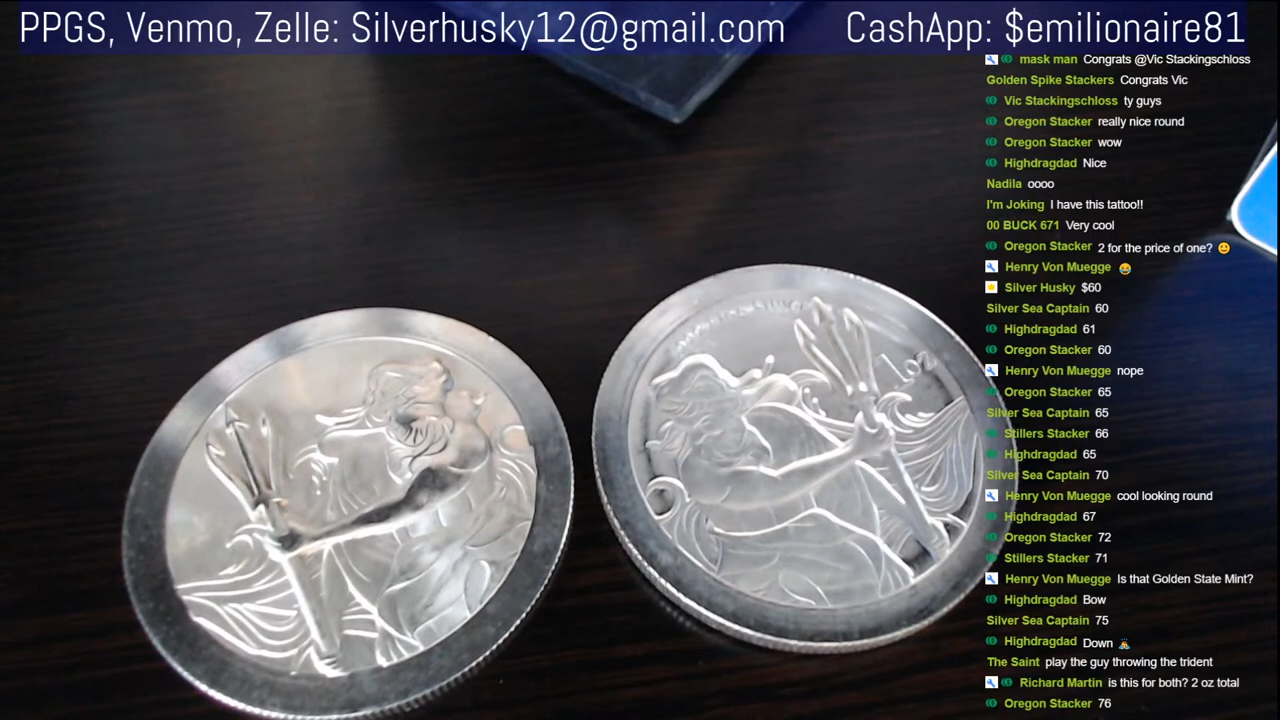 PPGS, Venmo, Zelle: Silverhusky12@gmail.com CashApp: $emilionaire81
mask man Congrats @Vic Stackingschloss
Golden Spike Stackers Congrats Vic
Vic Stackingschloss ty guys
Oregon Stacker really nice round
Oregon Stacker wow
Highdragdad Nice
Nadila oooo
I'm Joking I have this tattoo!!
00 BUCK 671 Very cool
Oregon Stacker 2 for the price of one? 🙂
Henry Von Muegge 😂
Silver Husky $60
Silver Sea Captain 60
Highdragdad 61
Oregon Stacker 60
Henry Von Muegge nope
Oregon Stacker 65
Silver Sea Captain 65
Stillers Stacker 66
Highdragdad 65
Silver Sea Captain 70
Henry Von Muegge cool looking round
Highdragdad 67
Oregon Stacker 72
Stillers Stacker 71
Henry Von Muegge Is that Golden State Mint?
Highdragdad Bow
Silver Sea Captain 75
Highdragdad Down 🙇
The Saint play the guy throwing the trident
Richard Martin is this for both? 2 oz total
Oregon Stacker 76